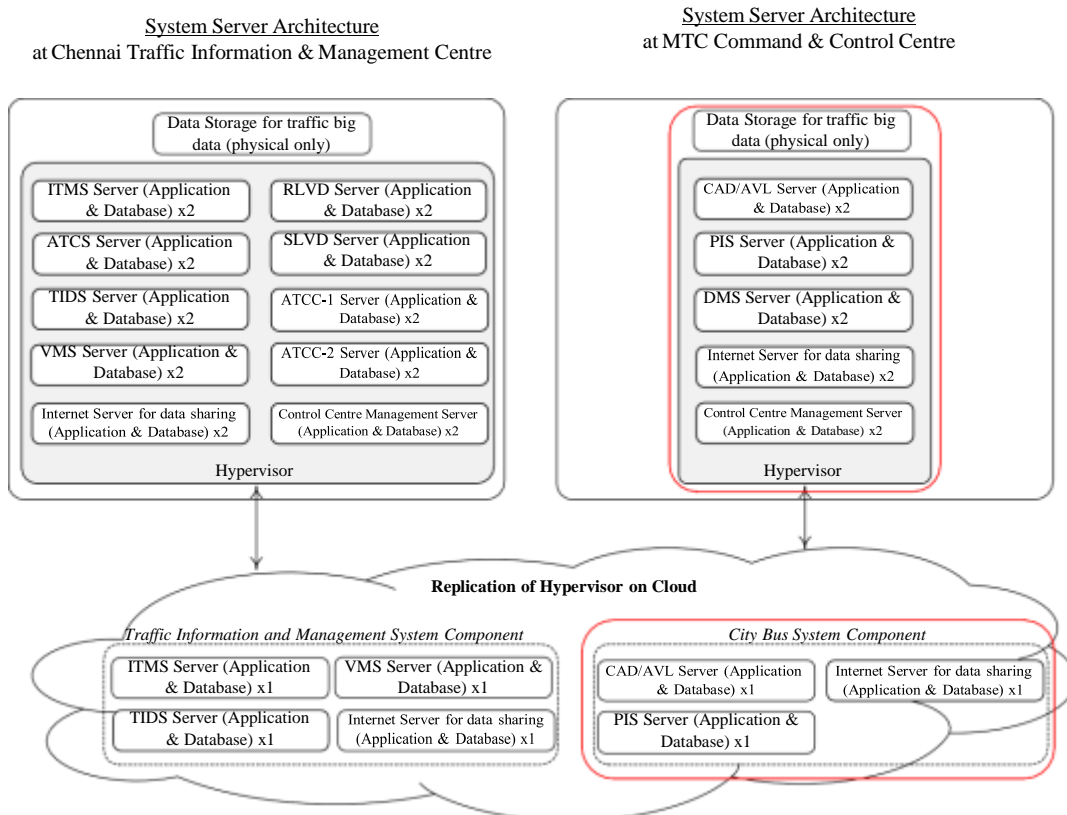 System Server Architecture
at Chennai Traffic Information & Management Centre
System Server Architecture
at MTC Command & Control Centre
Data Storage for traffic big
data (physical only)
ITMS Server (Application
& Database) x2
RLVD Server (Application
& Database) x2
ATCS Server (Application
& Database) x2
SLVD Server (Application
& Database) x2
TIDS Server (Application
& Database) x2
ATCC-1 Server (Application &
Database) x2
VMS Server (Application &
Database) x2
ATCC-2 Server (Application &
Database) x2
Internet Server for data sharing
(Application & Database) x2
Control Centre Management Server
(Application & Database) x2
Hypervisor
Data Storage for traffic big
data (physical only)
CAD/AVL Server (Application
& Database) x2
PIS Server (Application &
Database) x2
DMS Server (Application &
Database) x2
Internet Server for data sharing
(Application & Database) x2
Control Centre Management Server
(Application & Database) x2
Hypervisor
Replication of Hypervisor on Cloud
Traffic Information and Management System Component
ITMS Server (Application
& Database) x1
VMS Server (Application &
Database) x1
TIDS Server (Application
& Database) x1
Internet Server for data sharing
(Application & Database) x1
City Bus System Component
CAD/AVL Server (Application
& Database) x1
Internet Server for data sharing
(Application & Database) x1
PIS Server (Application &
Database) x1